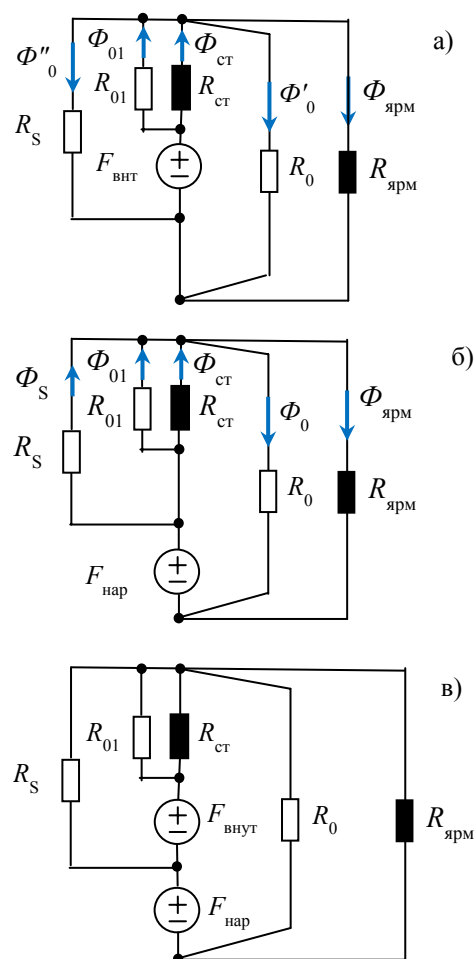 а)
Φ″₀ Φ₀₁ Φст
R₀₁ Rст Φ′₀ Φярм
RS
Fвнт R₀ Rярм
б)
ΦS Φ₀₁ Φст
R₀₁ Rст Φ₀ Φярм
RS
R₀ Rярм
Fнар
в)
R₀₁ Rст
RS
Fвнут R₀ Rярм
Fнар